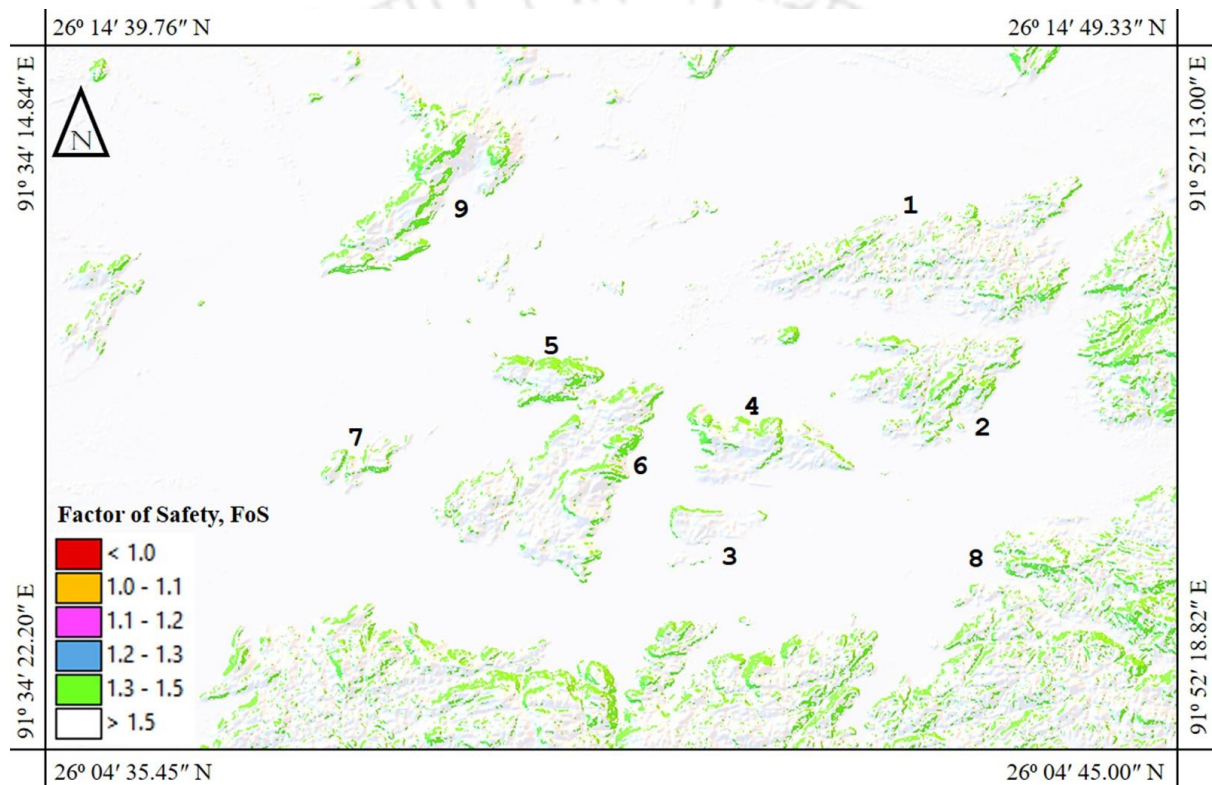 26º 14′ 39.76″ N
26º 14′ 49.33″ N
91º 34′ 14.84″ E
91º 52′ 13.00″ E
N
1
9
5
4
7
2
6
3
8
Factor of Safety, FoS
< 1.0
1.0 - 1.1
1.1 - 1.2
1.2 - 1.3
1.3 - 1.5
> 1.5
91º 34′ 22.20″ E
91º 52′ 18.82″ E
26º 04′ 35.45″ N
26º 04′ 45.00″ N